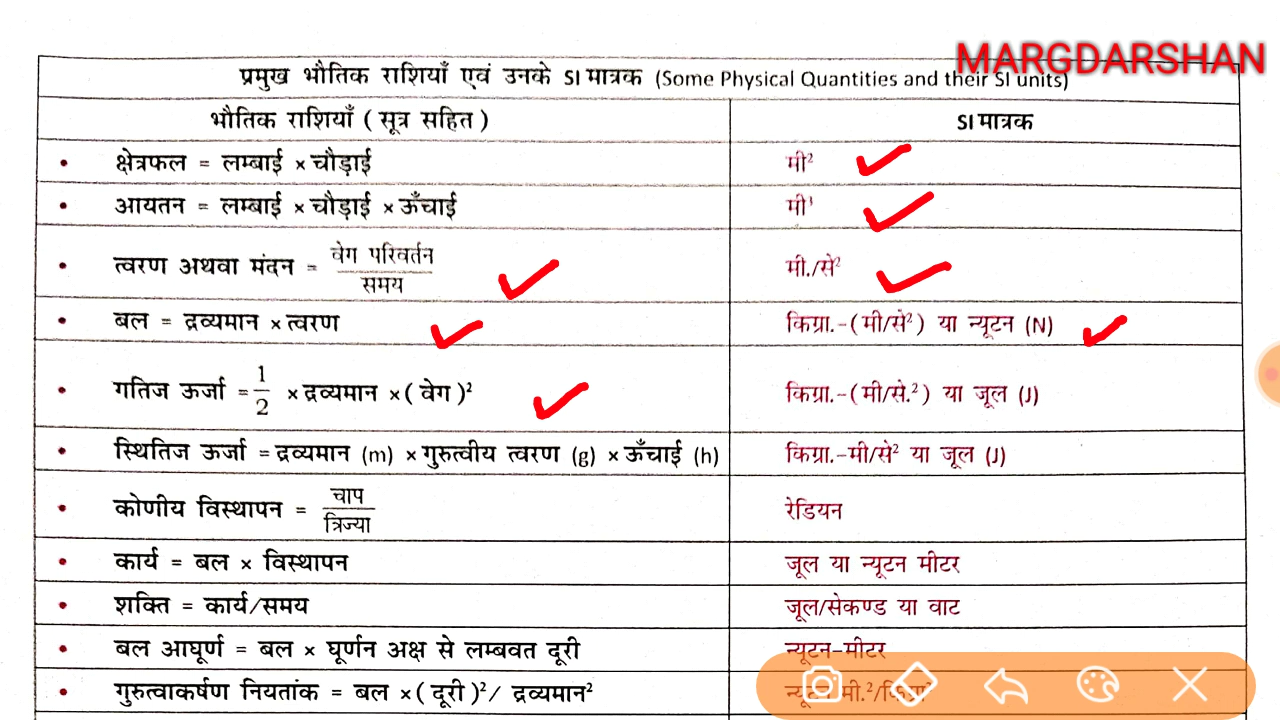 MARGDARSHAN
प्रमुख भौतिक राशियाँ एवं उनके SI मात्रक (Some Physical Quantities and their SI units)
भौतिक राशियाँ ( सूत्र सहित ) SI मात्रक
• क्षेत्रफल = लम्बाई × चौड़ाई मी²
• आयतन = लम्बाई × चौड़ाई × ऊँचाई मी³
• त्वरण अथवा मंदन = वेग परिवर्तन / समय मी./से²
• बल = द्रव्यमान × त्वरण किग्रा.-( मी/से² ) या न्यूटन (N)
• गतिज ऊर्जा = 1/2 × द्रव्यमान × ( वेग )² किग्रा.-( मी/से.² ) या जूल (J)
• स्थितिज ऊर्जा = द्रव्यमान (m) × गुरुत्वीय त्वरण (g) × ऊँचाई (h) किग्रा.-मी/से² या जूल (J)
• कोणीय विस्थापन = चाप / त्रिज्या रेडियन
• कार्य = बल × विस्थापन जूल या न्यूटन मीटर
• शक्ति = कार्य/समय जूल/सेकण्ड या वाट
• बल आघूर्ण = बल × घूर्णन अक्ष से लम्बवत दूरी न्यूटन-मीटर
• गुरुत्वाकर्षण नियतांक = बल × ( दूरी )² / द्रव्यमान² न्यूटन मी.²/किग्रा²